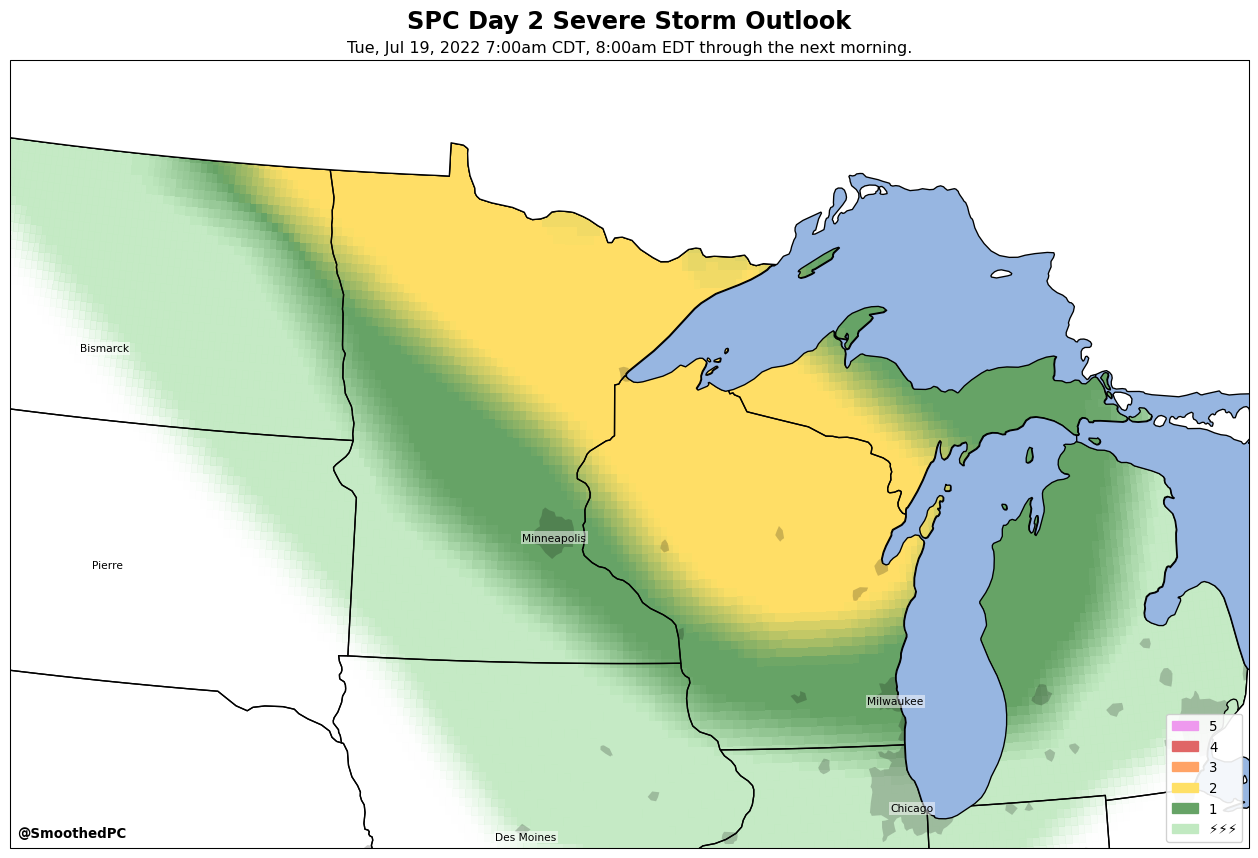 SPC Day 2 Severe Storm Outlook
Tue, Jul 19, 2022 7:00am CDT, 8:00am EDT through the next morning.
Bismarck
Minneapolis
Pierre
Milwaukee
Chicago
Des Moines
5
4
3
2
1
⚡⚡⚡
@SmoothedPC